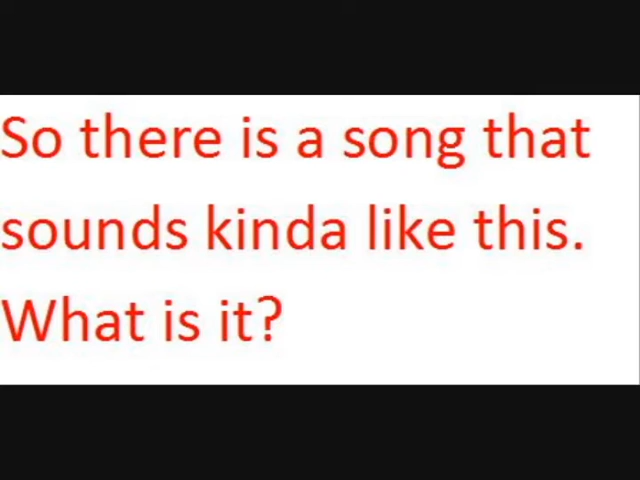 So there is a song that
sounds kinda like this.
What is it?